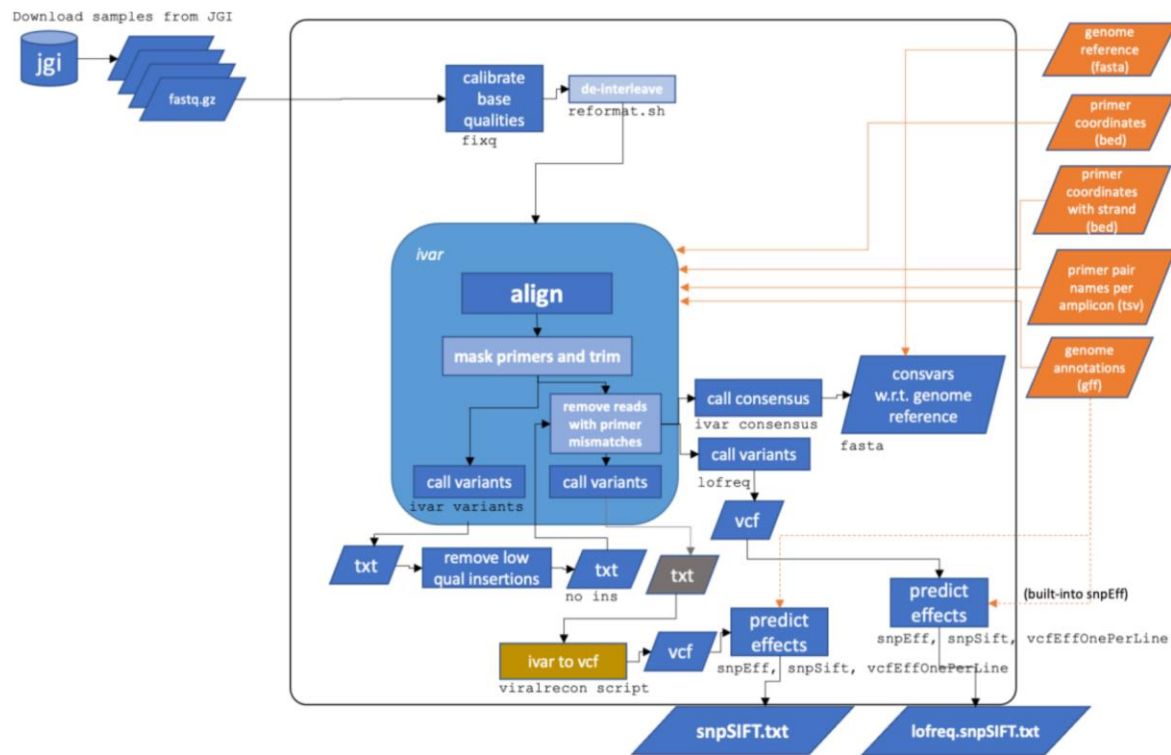 Download samples from JGI
jgi
fastq.gz
calibrate
base
qualities
fixq
de-interleave
reformat.sh
genome
reference
(fasta)
primer
coordinates
(bed)
primer
coordinates
with strand
(bed)
primer pair
names per
amplicon (tsv)
genome
annotations
(gff)
ivar
align
mask primers and trim
remove reads
with primer
mismatches
call variants
ivar variants
call variants
call consensus
ivar consensus
consvars
w.r.t. genome
reference
fasta
call variants
lofreq
vcf
txt
remove low
qual insertions
txt
no ins
txt
ivar to vcf
viralrecon script
vcf
predict
effects
snpEff, snpSift, vcfEffOnePerLine
predict
effects
(built-into snpEff)
snpEff, snpSift, vcfEffOnePerLine
snpSIFT.txt
lofreq.snpSIFT.txt